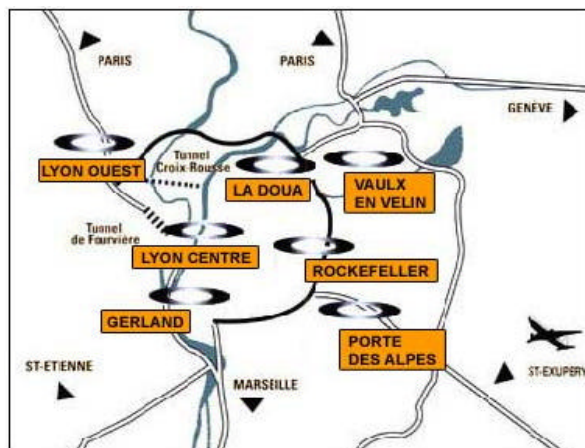 PARIS
PARIS
GENÈVE
LYON OUEST
Tunnel
Croix-Rousse
LA DOUA
VAULX
EN VELIN
Tunnel
de Fourvière
LYON CENTRE
ROCKEFELLER
GERLAND
PORTE
DES ALPES
ST-ETIENNE
MARSEILLE
ST-EXUPERY